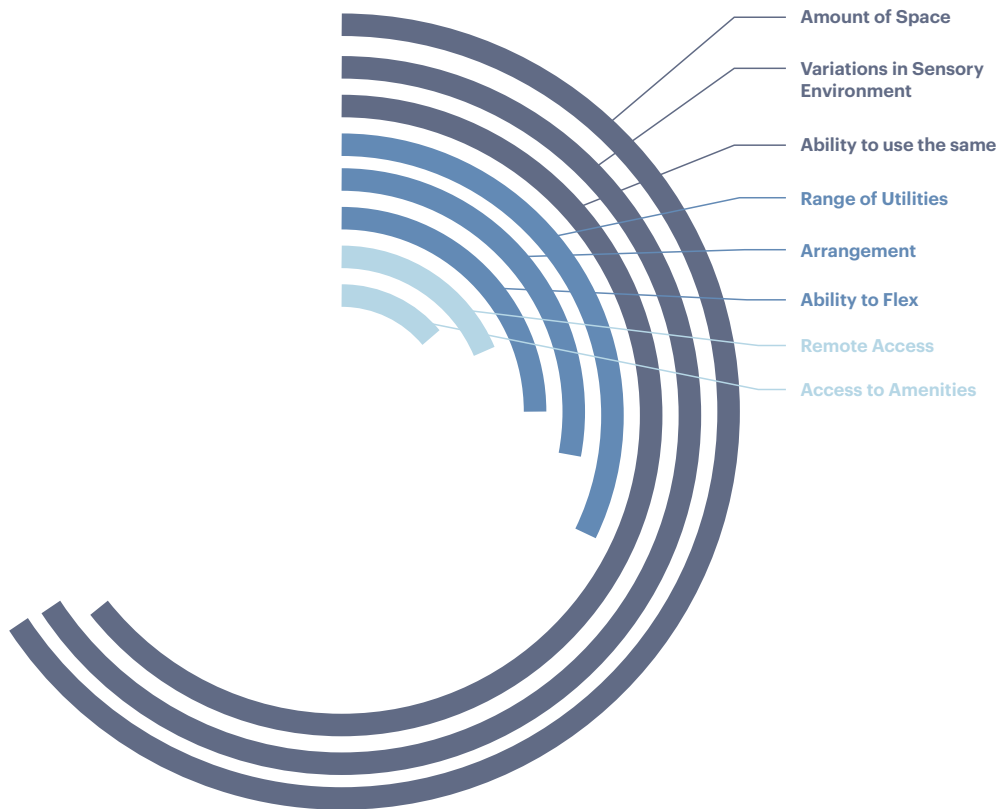 Amount of Space
Variations in Sensory
Environment
Ability to use the same
Range of Utilities
Arrangement
Ability to Flex
Remote Access
Access to Amenities